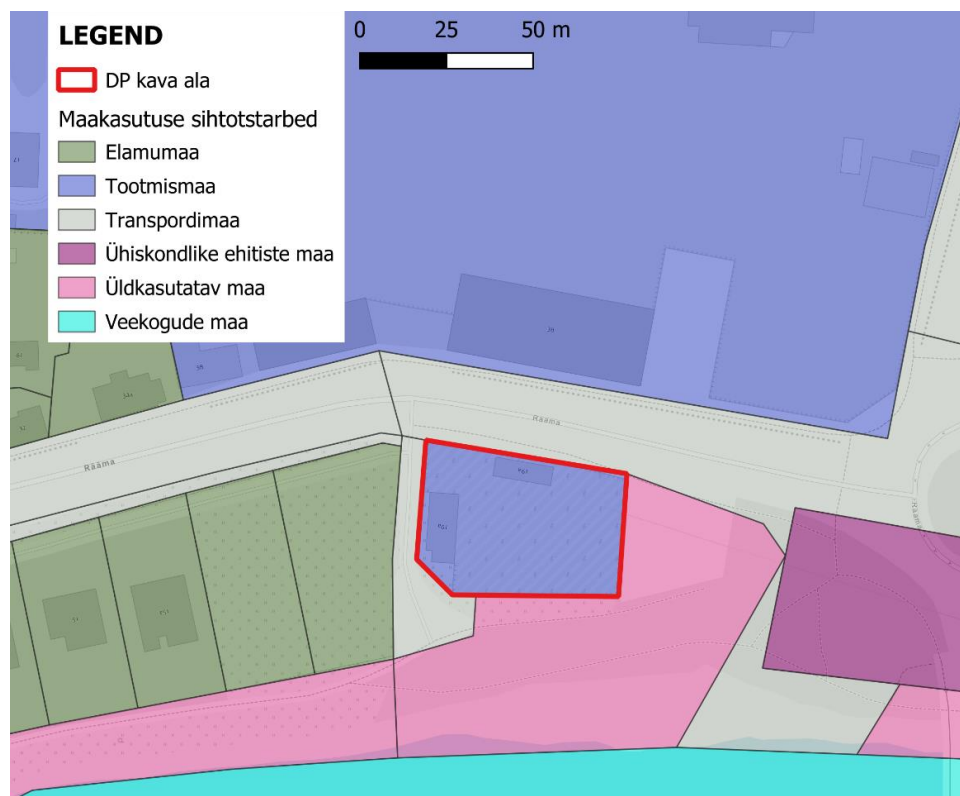 LEGEND
DP kava ala
Maakasutuse sihtotstarbed
Elamumaa
Tootmismaa
Transpordimaa
Ühiskondlike ehitiste maa
Üldkasutatav maa
Veekogude maa
0 25 50 m
Rääma
Rääma
Rääma